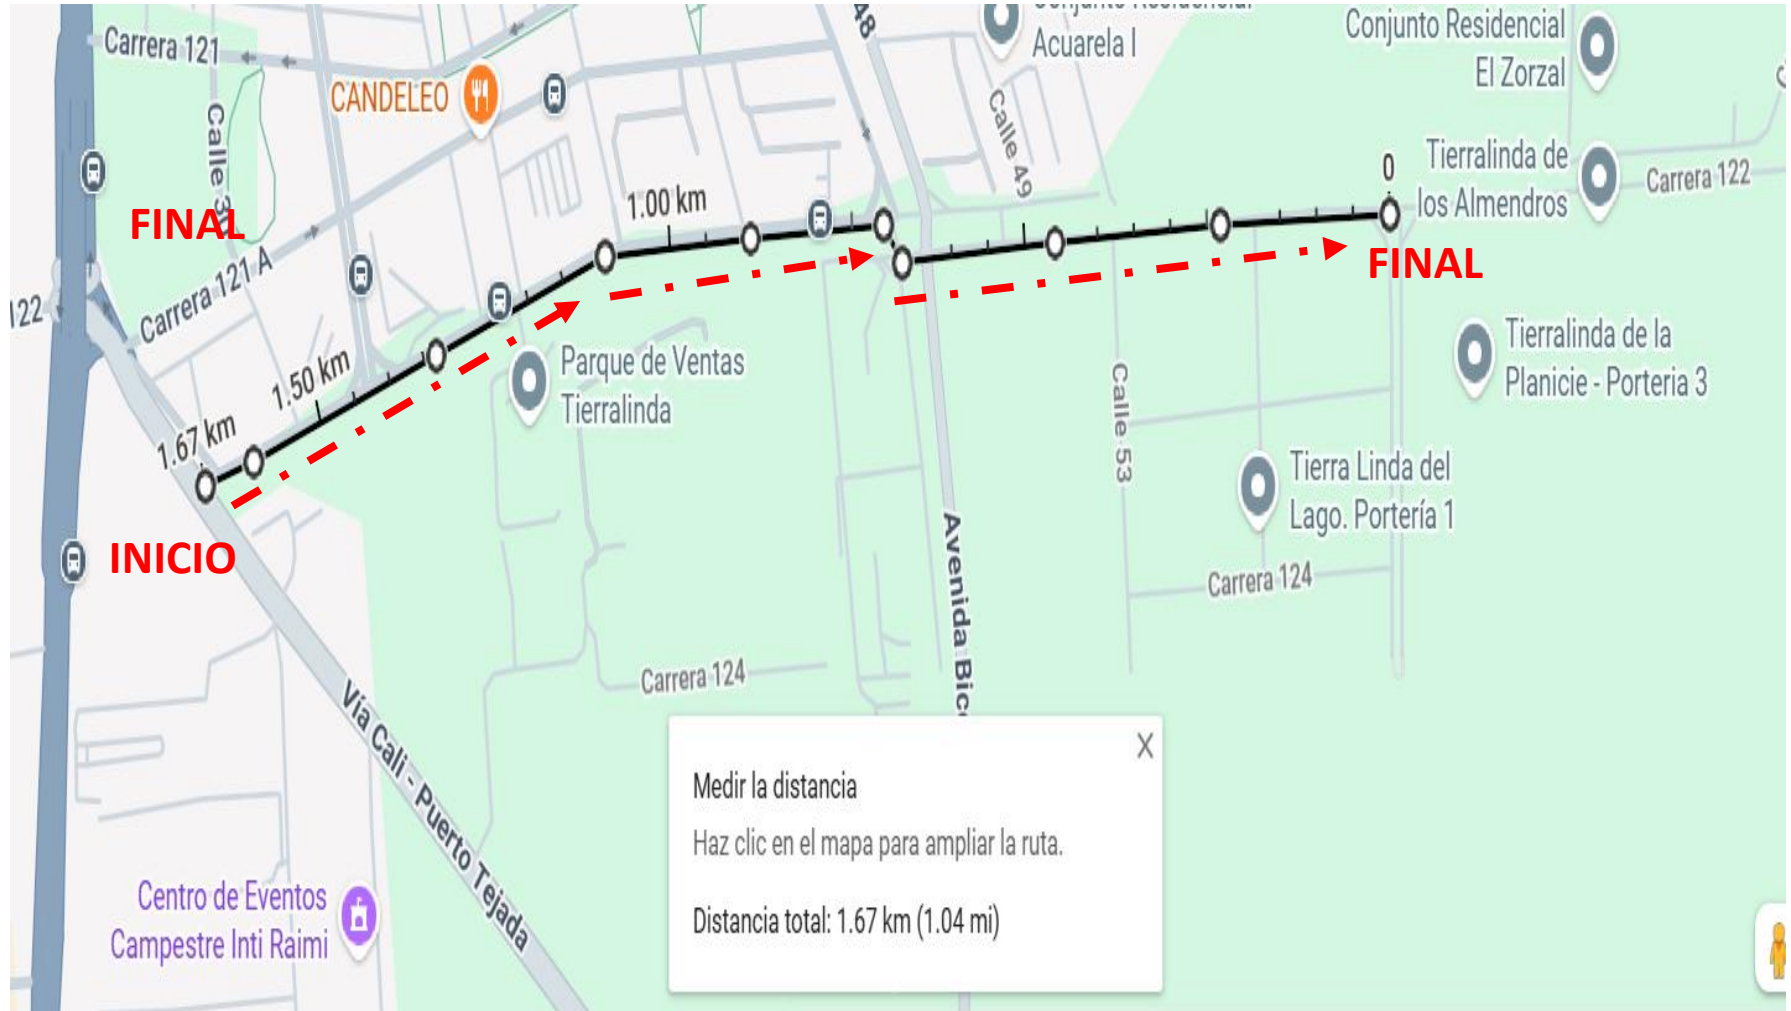 Carrera 121
48
Acuarela I
Conjunto Residencial
El Zorzal
CANDELEO
Calle 49
Tierralinda de
los Almendros
0
Carrera 122
1.00 km
FINAL
FINAL
Carrera 121 A
122
Parque de Ventas
Tierralinda
Tierralinda de la
Planicie - Porteria 3
1.50 km
Calle 53
1.67 km
Tierra Linda del
Lago. Portería 1
INICIO
Carrera 124
Carrera 124
Vía Cali - Puerto Tejada
Medir la distancia
X
Haz clic en el mapa para ampliar la ruta.
Distancia total: 1.67 km (1.04 mi)
Centro de Eventos
Campestre Inti Raimi
Avenida